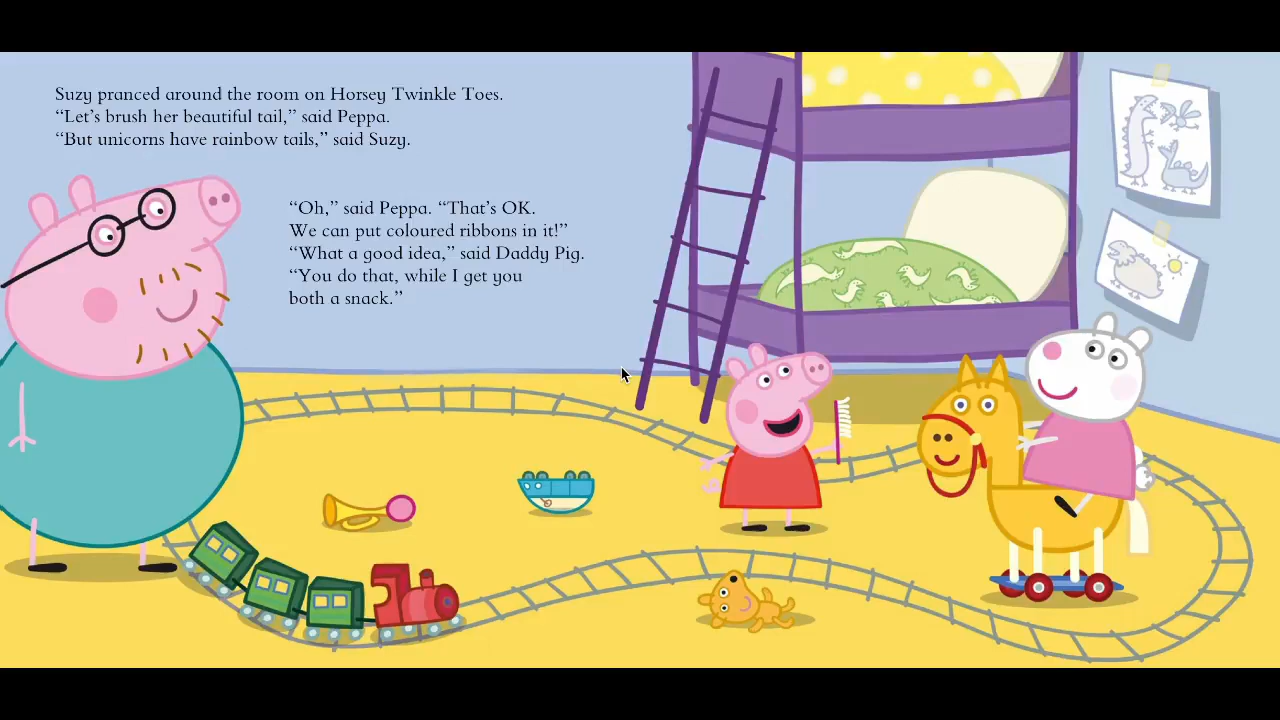 Suzy pranced around the room on Horsey Twinkle Toes.
“Let’s brush her beautiful tail,” said Peppa.
“But unicorns have rainbow tails,” said Suzy.
“Oh,” said Peppa. “That’s OK.
We can put coloured ribbons in it!”
“What a good idea,” said Daddy Pig.
“You do that, while I get you
both a snack.”